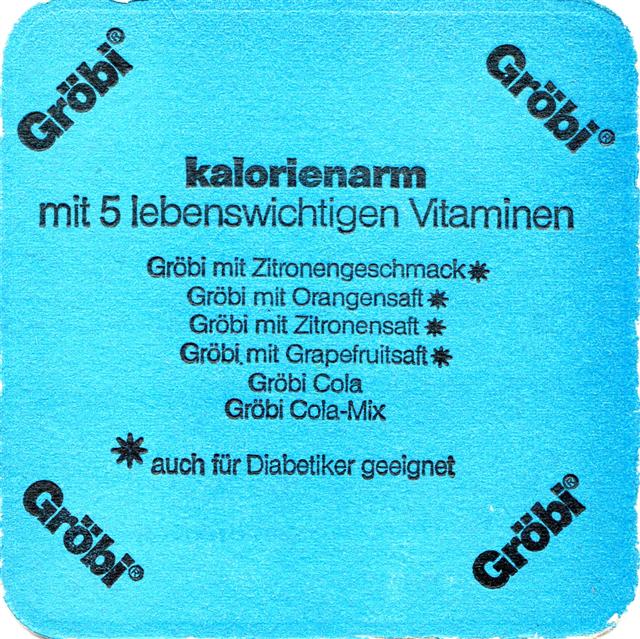 Gröbi®
Gröbi®
kalorienarm
mit 5 lebenswichtigen Vitaminen
Gröbi mit Zitronengeschmack*
Gröbi mit Orangensaft*
Gröbi mit Zitronensaft*
Gröbi mit Grapefruitsaft*
Gröbi Cola
Gröbi Cola-Mix
* auch für Diabetiker geeignet
Gröbi®
Gröbi®